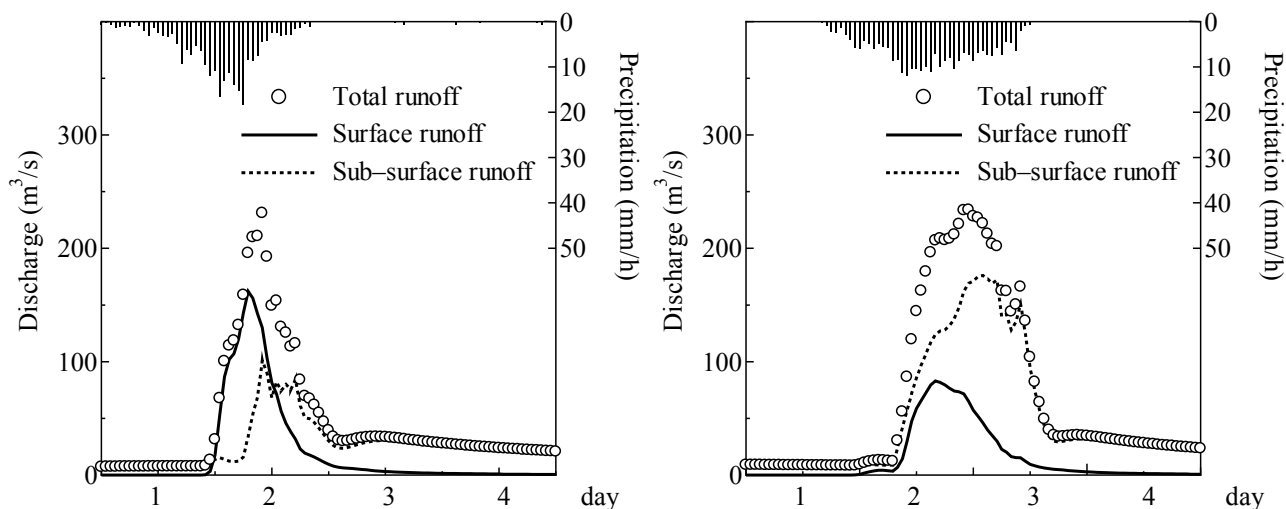 0
10
20
30
40
50
Precipitation (mm/h)
Total runoff
Surface runoff
Sub−surface runoff
Discharge (m³/s)
300
200
100
0
1
2
3
4
day
0
10
20
30
40
50
Precipitation (mm/h)
Total runoff
Surface runoff
Sub−surface runoff
Discharge (m³/s)
300
200
100
0
1
2
3
4
day